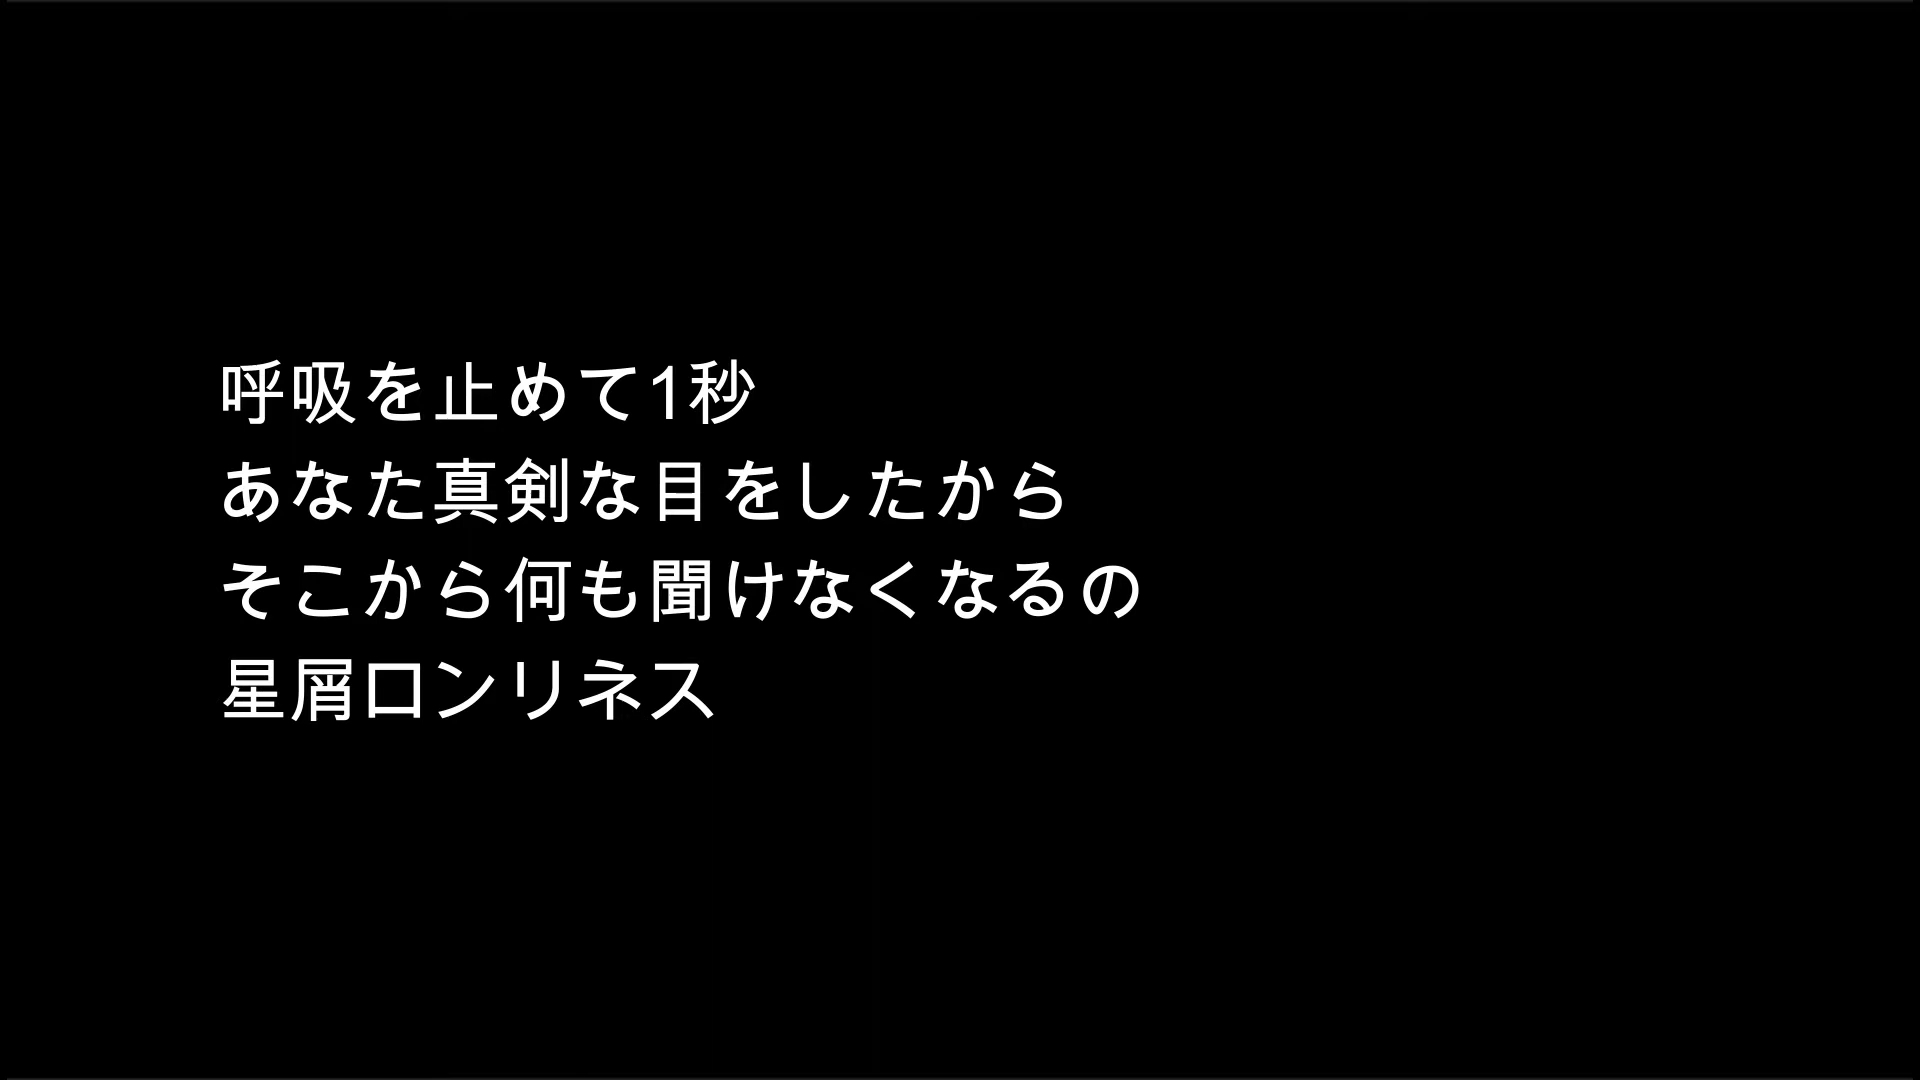 呼吸を止めて1秒
あなた真剣な目をしたから
そこから何も聞けなくなるの
星屑ロンリネス